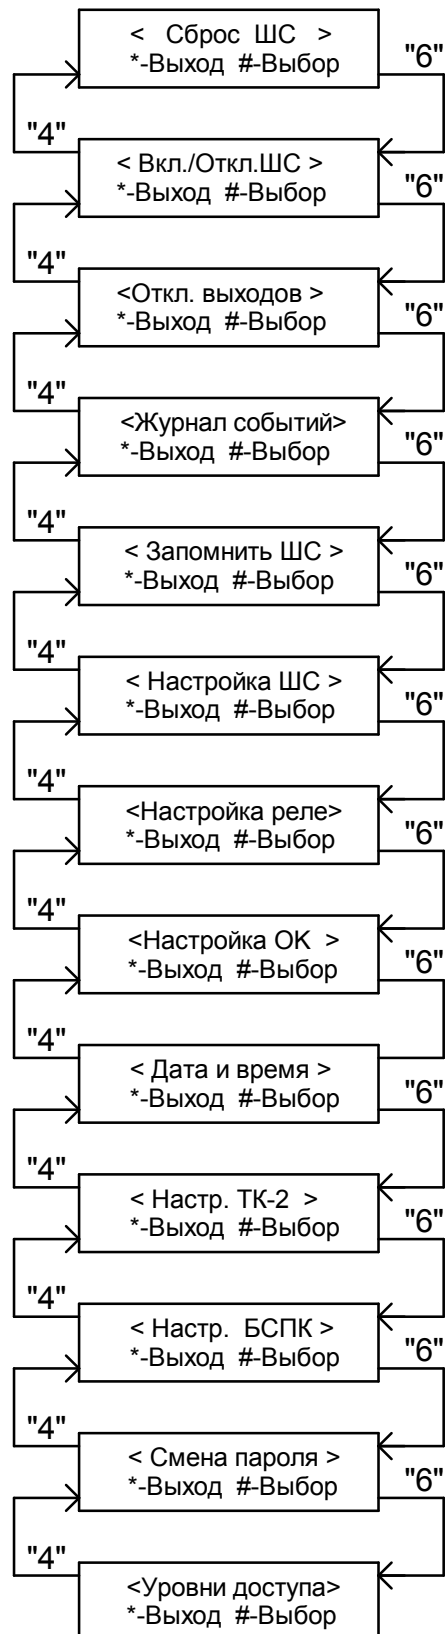 < Сброс ШС >
*-Выход #-Выбор
"6"
"4"
< Вкл./Откл.ШС >
*-Выход #-Выбор
"6"
"4"
<Откл. выходов >
*-Выход #-Выбор
"6"
"4"
<Журнал событий>
*-Выход #-Выбор
"6"
"4"
< Запомнить ШС >
*-Выход #-Выбор
"6"
"4"
< Настройка ШС >
*-Выход #-Выбор
"6"
"4"
<Настройка реле>
*-Выход #-Выбор
"6"
"4"
<Настройка ОК >
*-Выход #-Выбор
"6"
"4"
< Дата и время >
*-Выход #-Выбор
"6"
"4"
< Настр. ТК-2 >
*-Выход #-Выбор
"6"
"4"
< Настр. БСПК >
*-Выход #-Выбор
"6"
"4"
< Смена пароля >
*-Выход #-Выбор
"6"
"4"
<Уровни доступа>
*-Выход #-Выбор